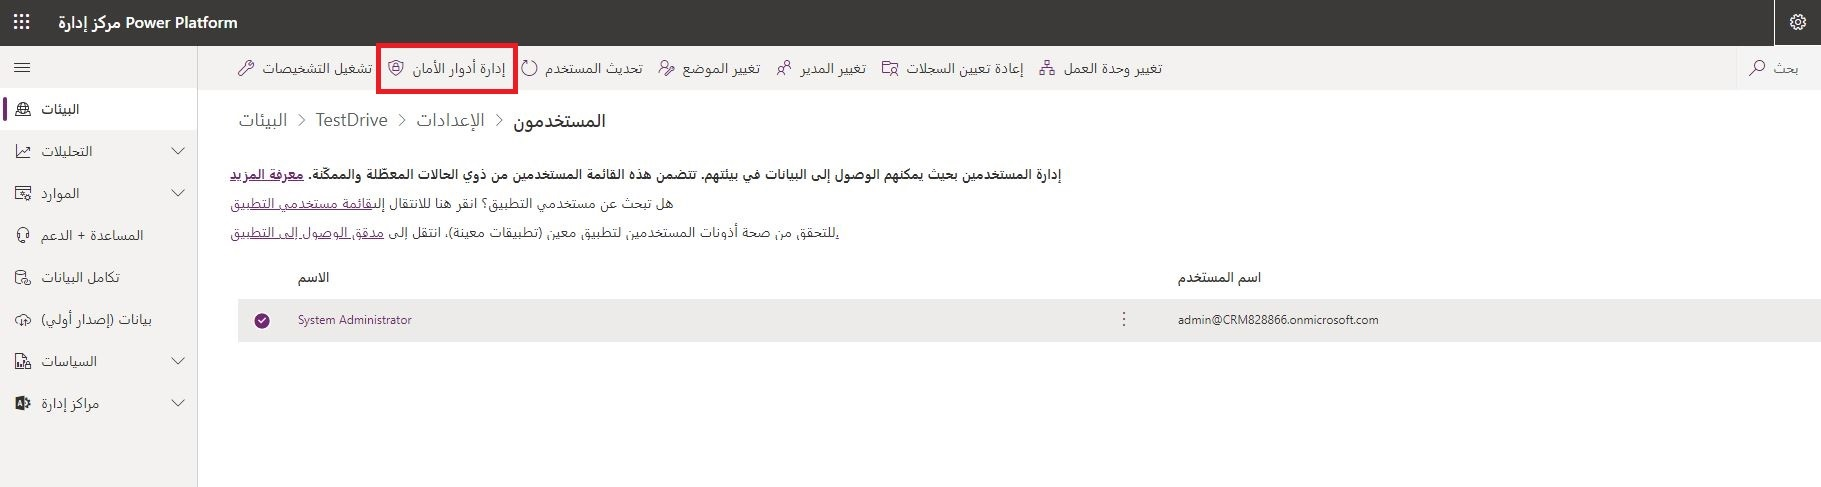 مركز إدارة Power Platform
تشغيل التشخيصات
إدارة أدوار الأمان
تحديث المستخدم
تغيير الموضع
تغيير المدير
إعادة تعيين السجلات
تغيير وحدة العمل
بحث
البيئات
التحليلات
الموارد
المساعدة + الدعم
تكامل البيانات
بيانات (إصدار أولي)
السياسات
مراكز إدارة
البيئات > TestDrive > الإعدادات > المستخدمون
إدارة المستخدمين بحيث يمكنهم الوصول إلى البيانات في بيئتهم. تتضمن هذه القائمة المستخدمين من ذوي الحالات المعطّلة والممكّنة. معرفة المزيد
هل تبحث عن مستخدمي التطبيق؟ انقر هنا للانتقال إلىقائمة مستخدمي التطبيق
للتحقق من صحة أذونات المستخدمين لتطبيق معين (تطبيقات معينة)، انتقل إلى مدقق الوصول إلى التطبيق.
الاسم
اسم المستخدم
System Administrator
admin@CRM828866.onmicrosoft.com